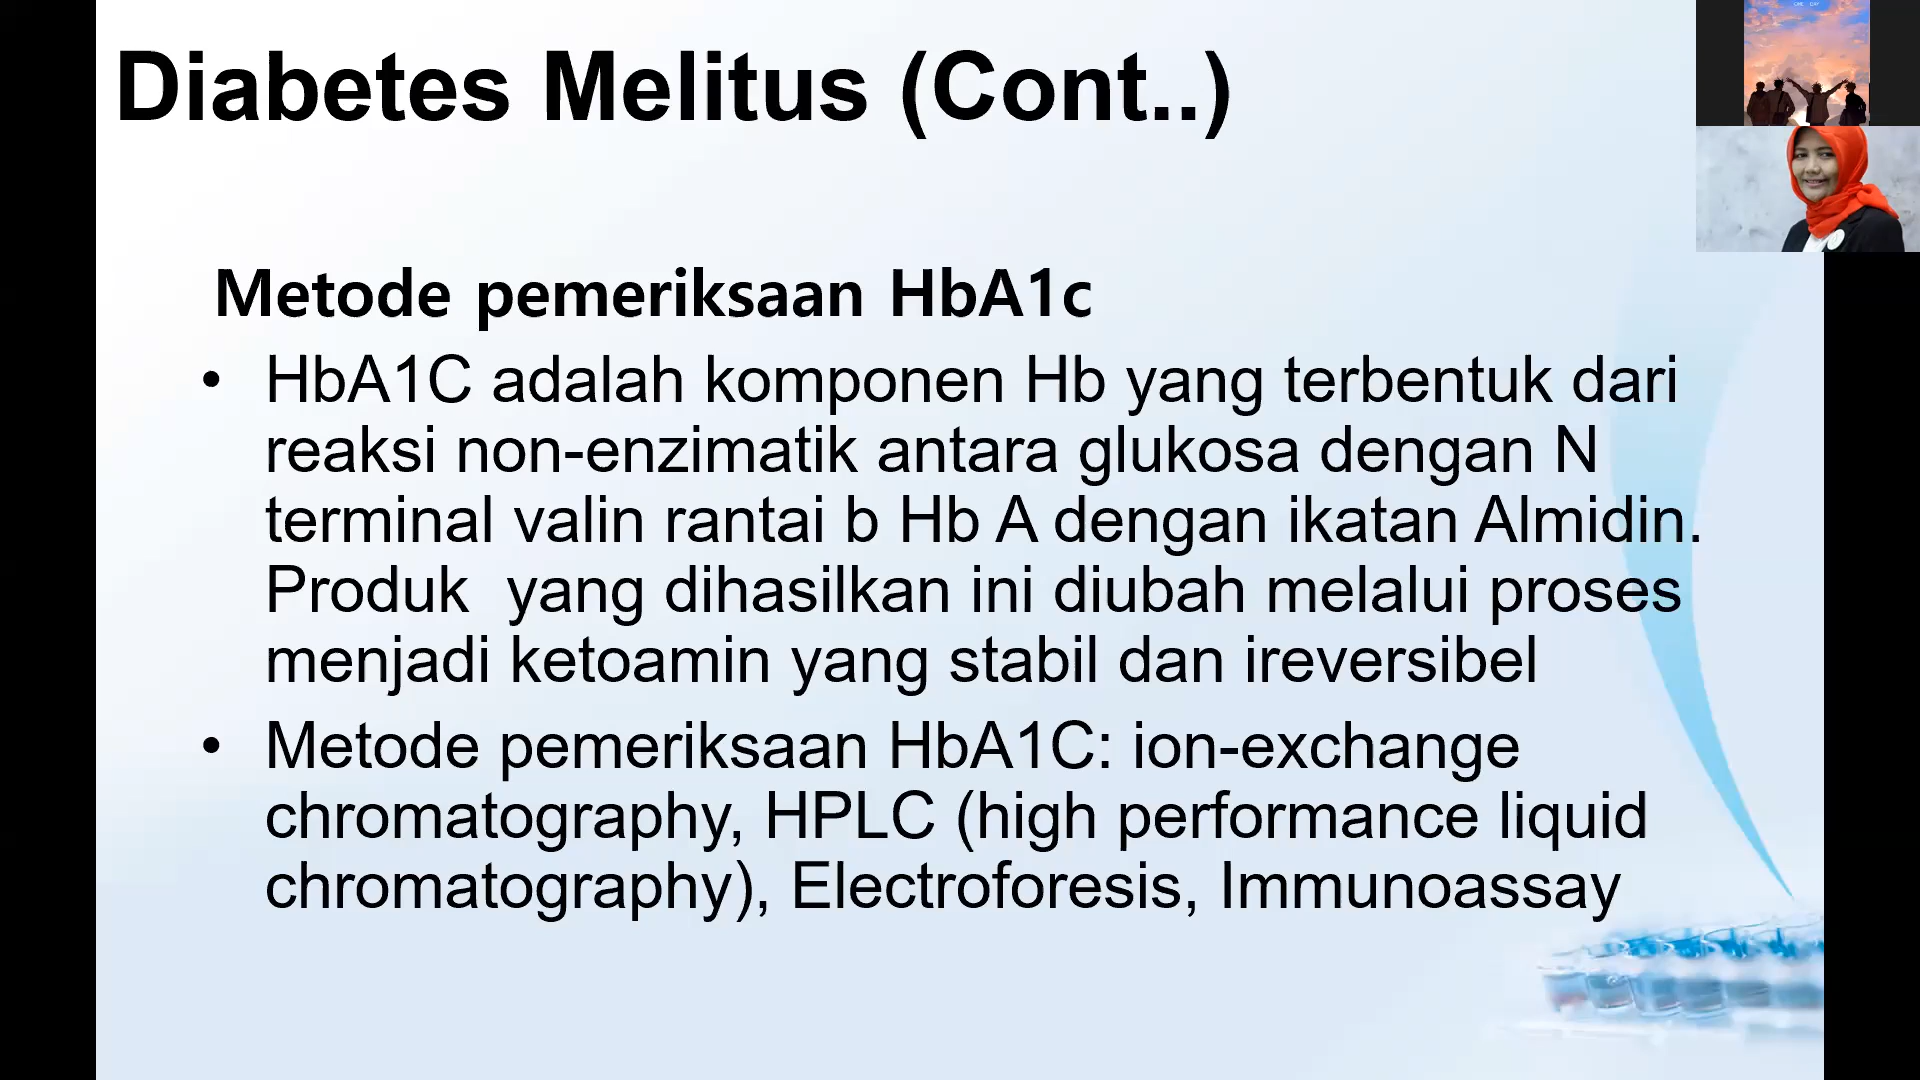 Diabetes Melitus (Cont..)
Metode pemeriksaan HbA1c
• HbA1C adalah komponen Hb yang terbentuk dari
reaksi non-enzimatik antara glukosa dengan N
terminal valin rantai b Hb A dengan ikatan Almidin.
Produk  yang dihasilkan ini diubah melalui proses
menjadi ketoamin yang stabil dan ireversibel
• Metode pemeriksaan HbA1C: ion-exchange
chromatography, HPLC (high performance liquid
chromatography), Electroforesis, Immunoassay